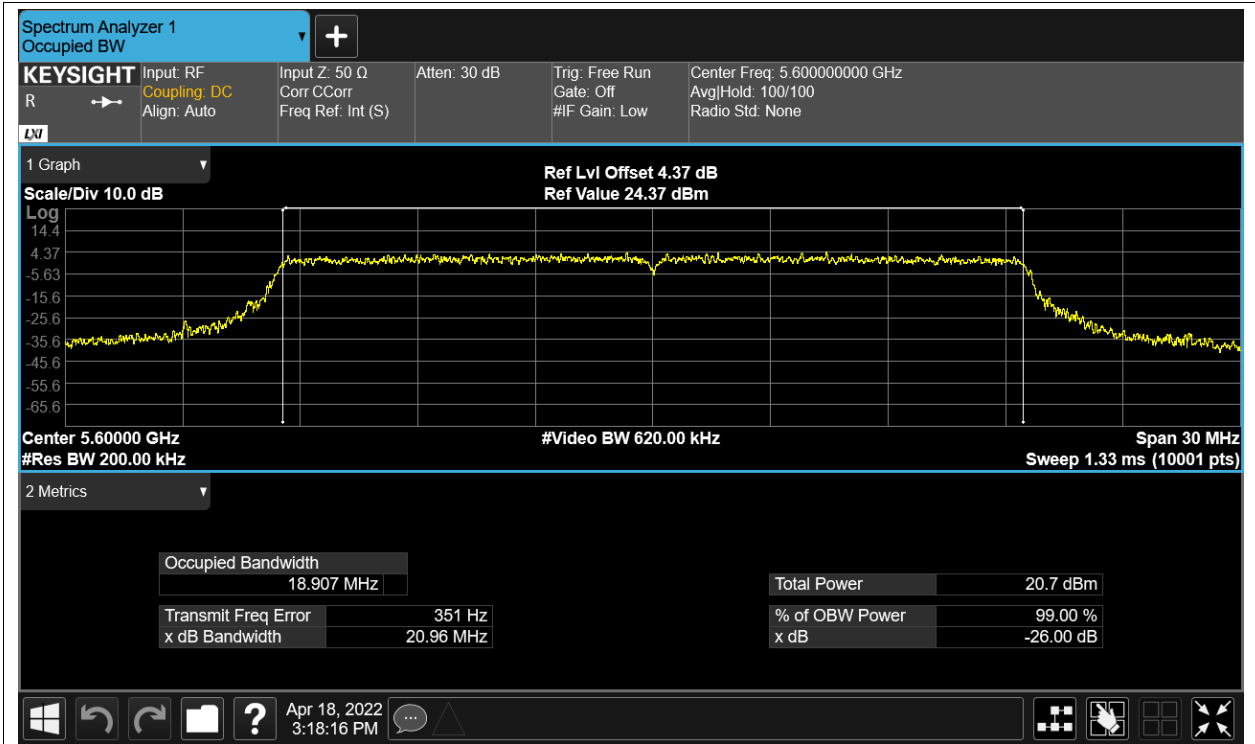 Spectrum Analyzer 1
Occupied BW
KEYSIGHT
R
LXI
Input: RF
Coupling: DC
Align: Auto
Input Z: 50 Ω
Corr CCorr
Freq Ref: Int (S)
Atten: 30 dB
Trig: Free Run
Gate: Off
#IF Gain: Low
Center Freq: 5.600000000 GHz
Avg|Hold: 100/100
Radio Std: None
1 Graph
Scale/Div 10.0 dB
Ref Lvl Offset 4.37 dB
Ref Value 24.37 dBm
Log
14.4
4.37
-5.63
-15.6
-25.6
-35.6
-45.6
-55.6
-65.6
Center 5.60000 GHz
#Video BW 620.00 kHz
Span 30 MHz
#Res BW 200.00 kHz
Sweep 1.33 ms (10001 pts)
2 Metrics
Occupied Bandwidth
18.907 MHz
Total Power 20.7 dBm
Transmit Freq Error 351 Hz
% of OBW Power 99.00 %
x dB Bandwidth 20.96 MHz
x dB -26.00 dB
?
Apr 18, 2022
3:18:16 PM